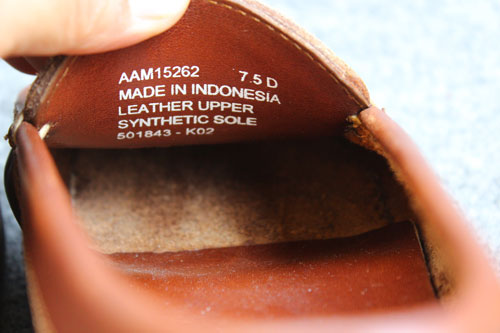 AAM15262 7.5 D
MADE IN INDONESIA
LEATHER UPPER
SYNTHETIC SOLE
501843 - K02